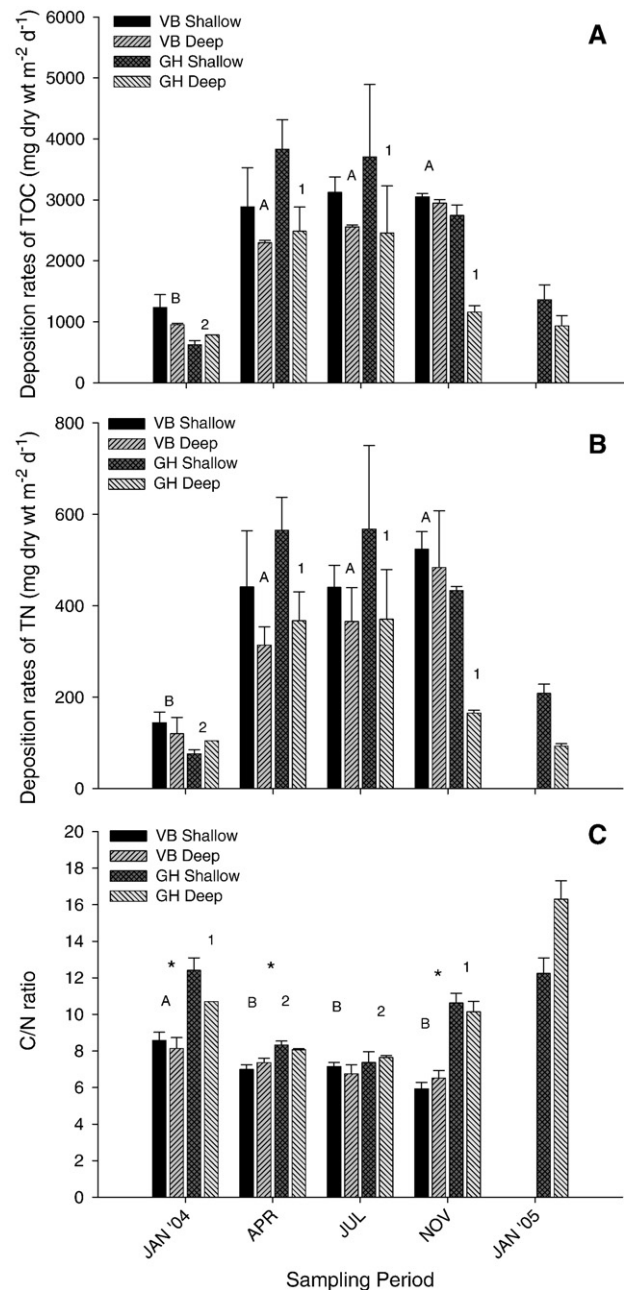 VB Shallow
VB Deep
GH Shallow
GH Deep
A
Deposition rates of TOC (mg dry wt m⁻² d⁻¹)
6000
5000
4000
3000
2000
1000
0
B 2
A 1
A 1
A 1
VB Shallow
VB Deep
GH Shallow
GH Deep
B
Deposition rates of TN (mg dry wt m⁻² d⁻¹)
800
600
400
200
0
B 2
A 1
A 1
A 1
VB Shallow
VB Deep
GH Shallow
GH Deep
C
C/N ratio
20
18
16
14
12
10
8
6
4
2
0
A * 1
B * 2
B 2
B * 1
JAN '04 APR JUL NOV JAN '05
Sampling Period